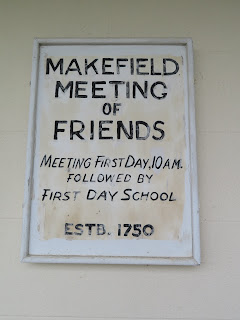 MAKEFIELD
MEETING
OF
FRIENDS
MEETING FIRST DAY, 10 A.M.
FOLLOWED BY
FIRST DAY SCHOOL
ESTB. 1750